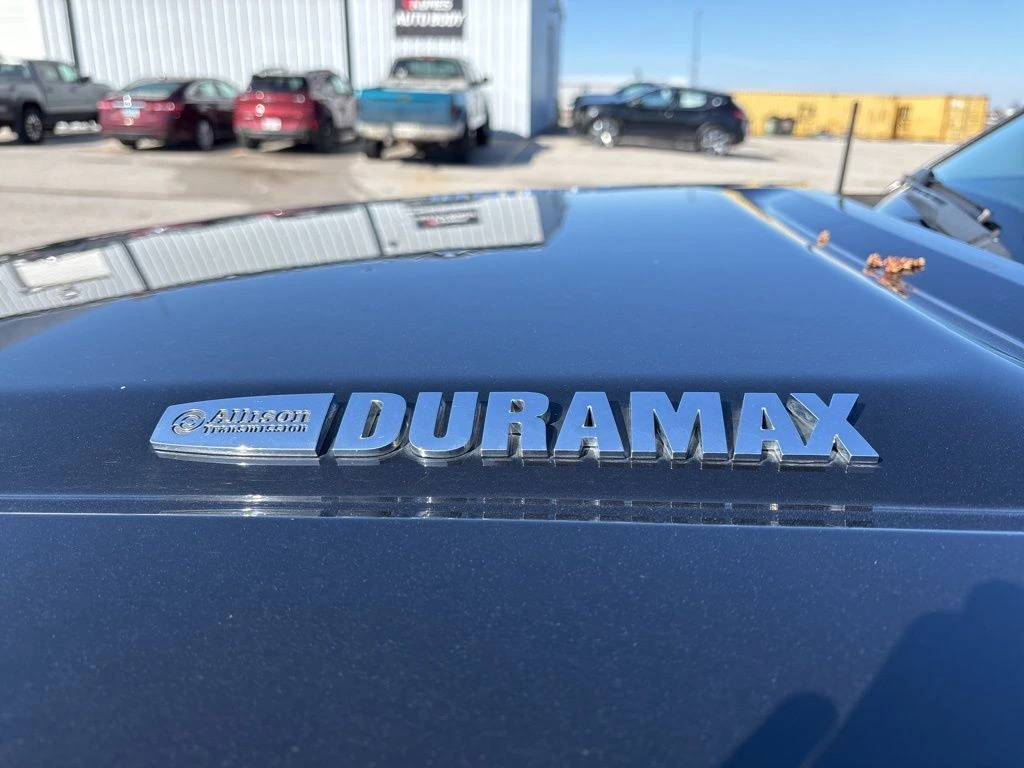 AUTO BODY
Allison
Transmission
DURAMAX